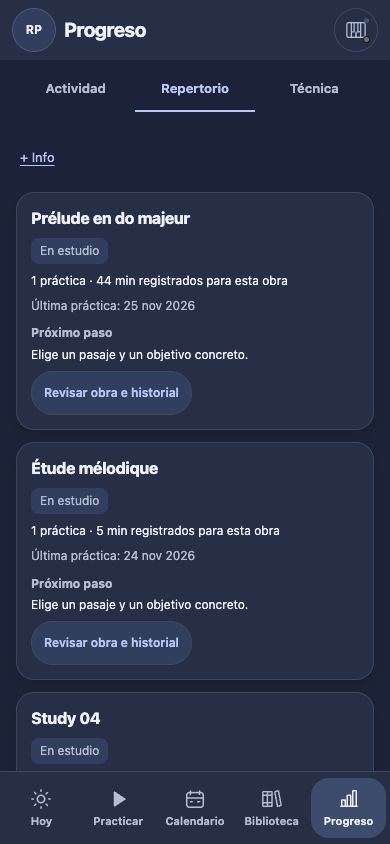 RP
Progreso
Actividad
Repertorio
Técnica
+ Info
Prélude en do majeur
En estudio
1 práctica · 44 min registrados para esta obra
Última práctica: 25 nov 2026
Próximo paso
Elige un pasaje y un objetivo concreto.
Revisar obra e historial
Étude mélodique
En estudio
1 práctica · 5 min registrados para esta obra
Última práctica: 24 nov 2026
Próximo paso
Elige un pasaje y un objetivo concreto.
Revisar obra e historial
Study 04
En estudio
Hoy
Practicar
Calendario
Biblioteca
Progreso